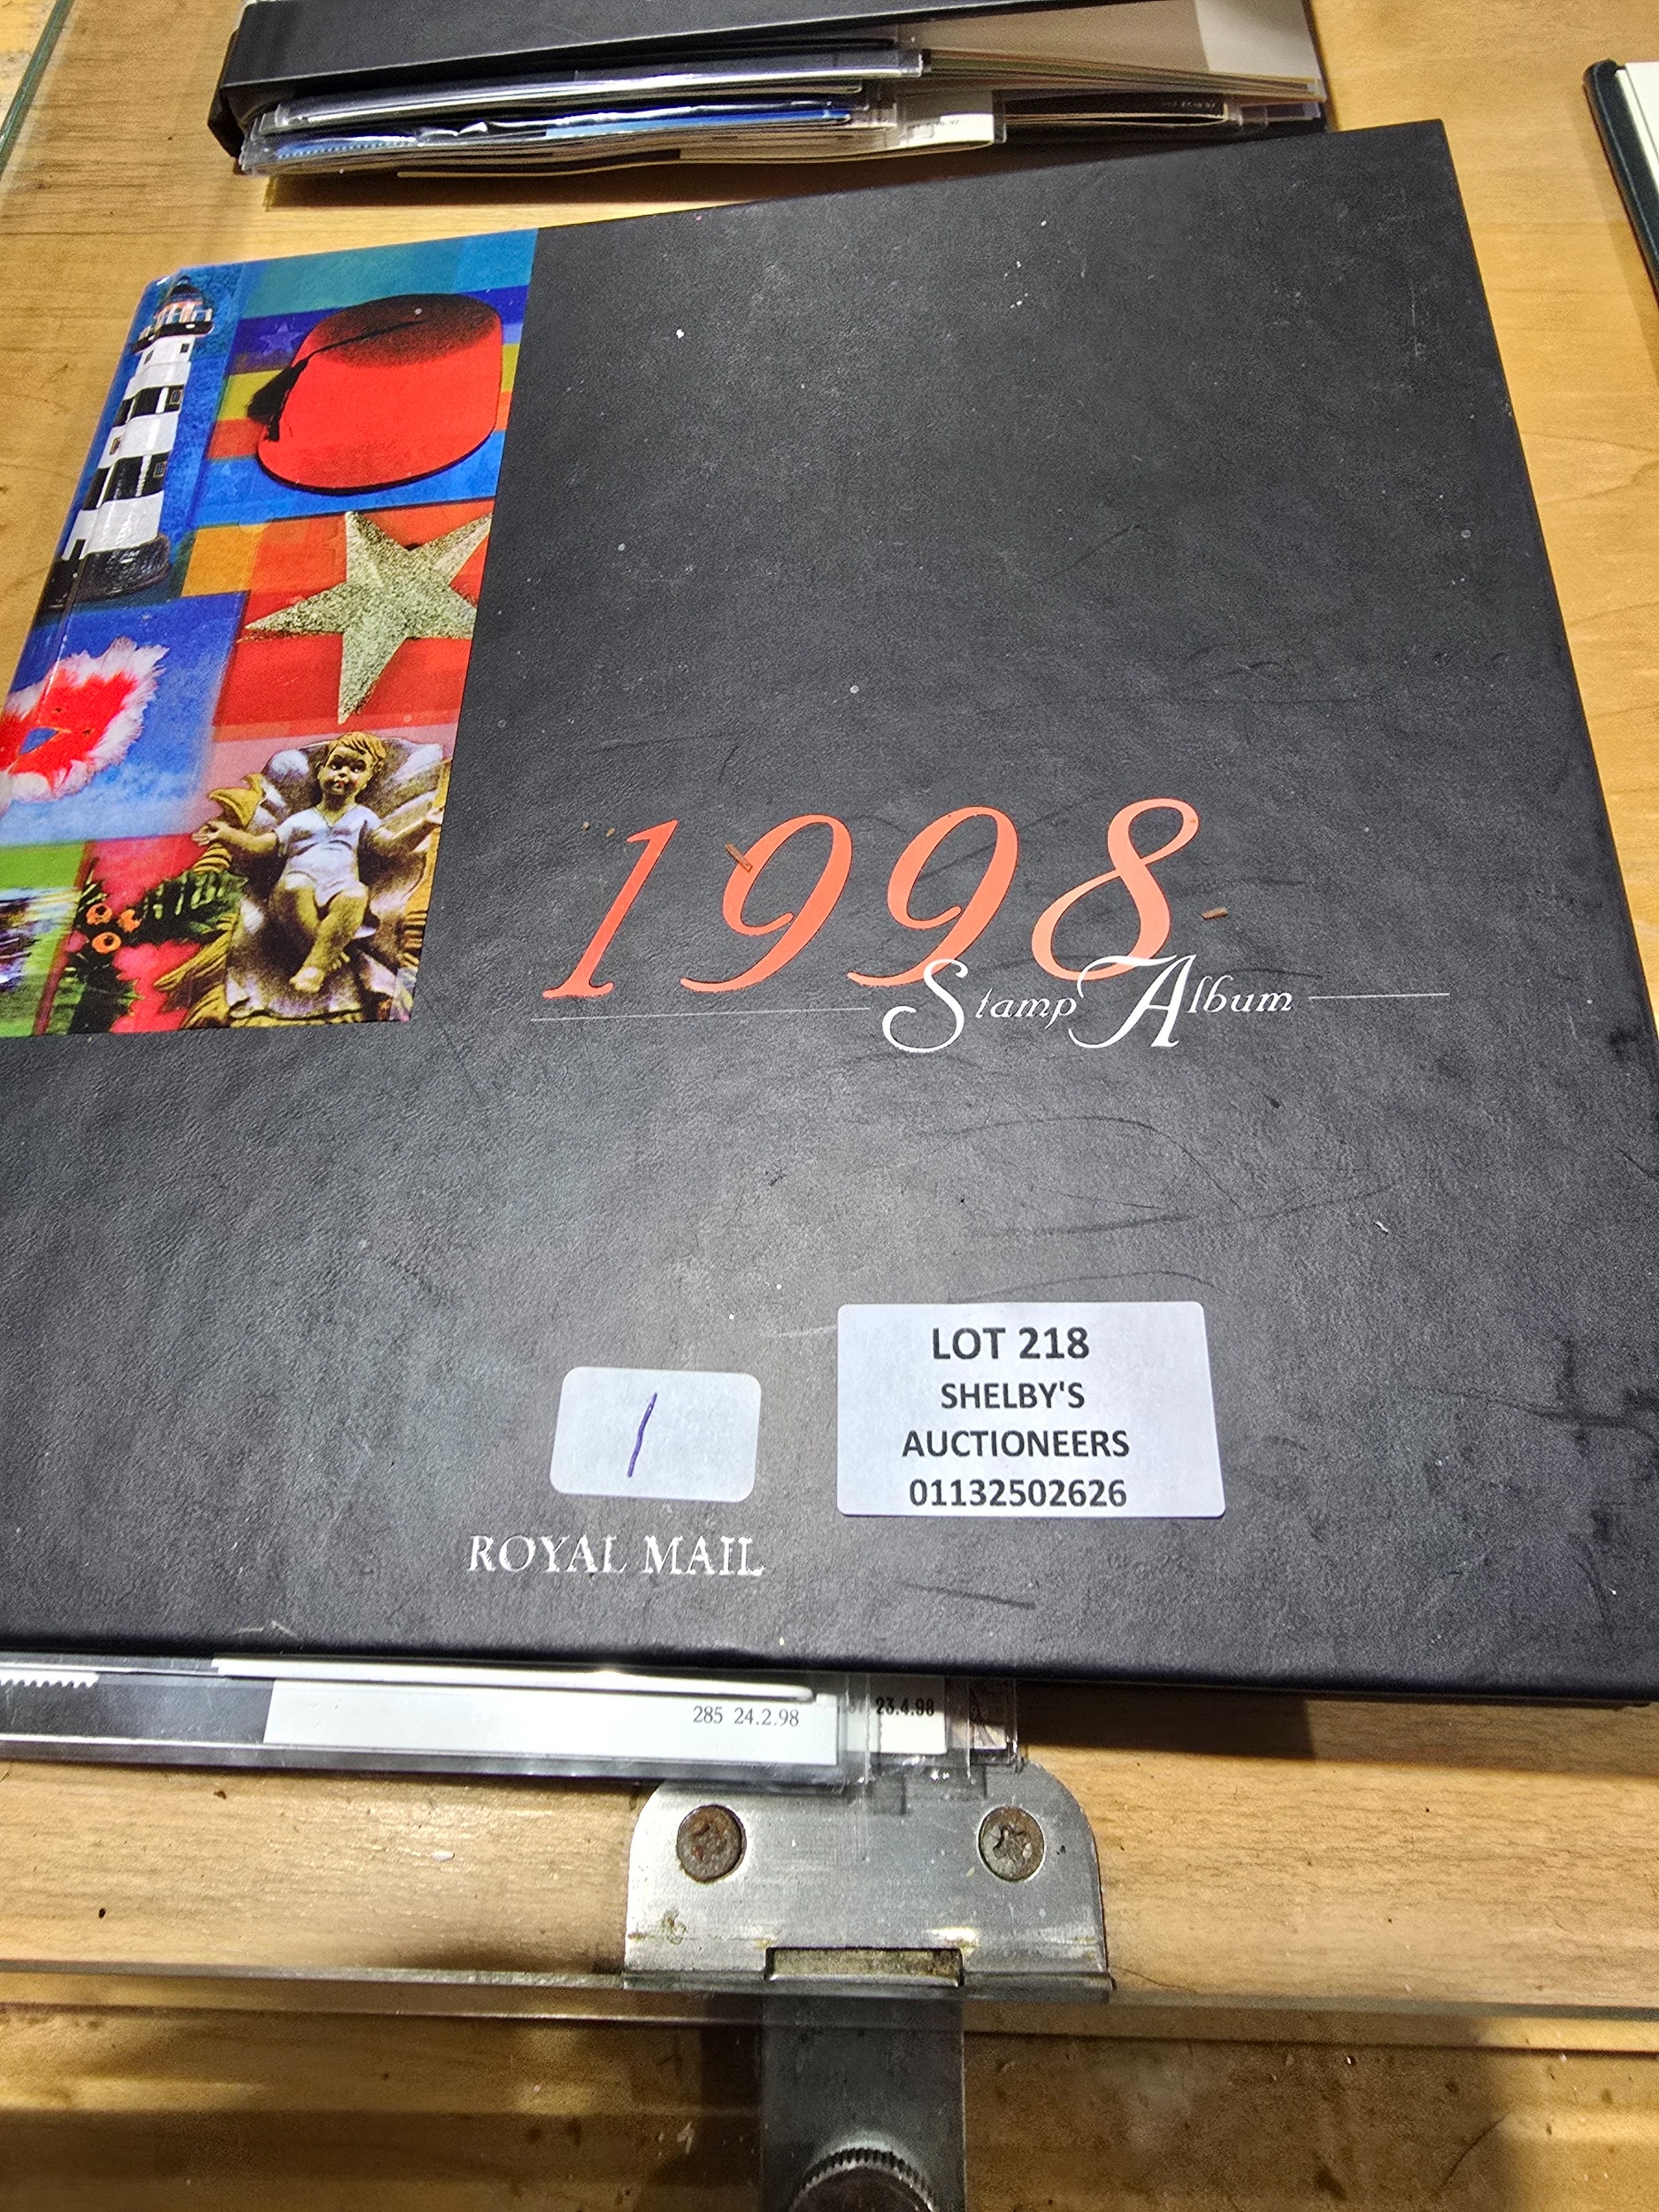 1998
Stamp Album
LOT 218
SHELBY'S
AUCTIONEERS
01132502626
1
ROYAL MAIL
285 24.2.98
23.4.98